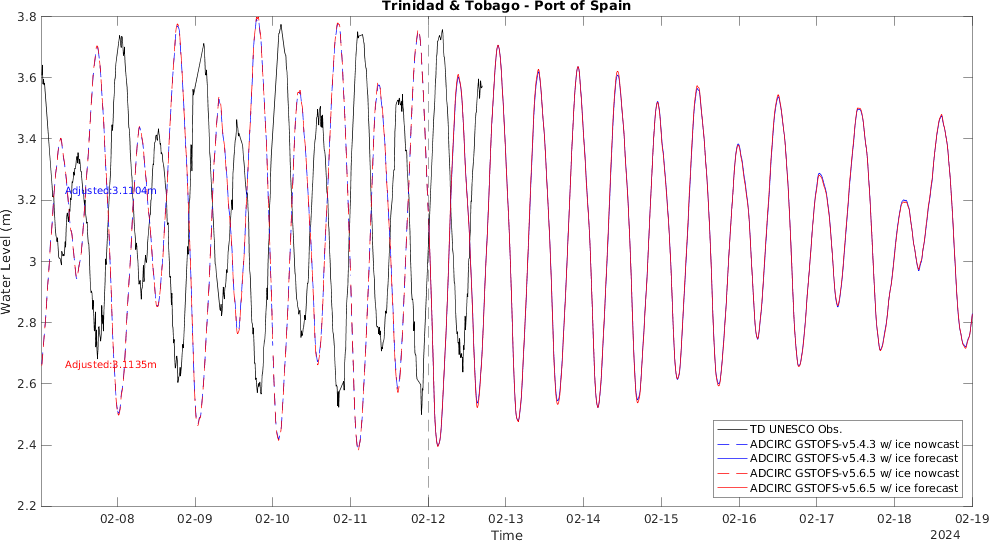 Trinidad & Tobago - Port of Spain
3.8
3.6
3.4
3.2
3
2.8
2.6
2.4
2.2
Water Level (m)
Adjusted:3.1104m
Adjusted:3.1135m
TD UNESCO Obs.
ADCIRC GSTOFS-v5.4.3 w/ ice nowcast
ADCIRC GSTOFS-v5.4.3 w/ ice forecast
ADCIRC GSTOFS-v5.6.5 w/ ice nowcast
ADCIRC GSTOFS-v5.6.5 w/ ice forecast
02-08 02-09 02-10 02-11 02-12 02-13 02-14 02-15 02-16 02-17 02-18 02-19
Time 2024